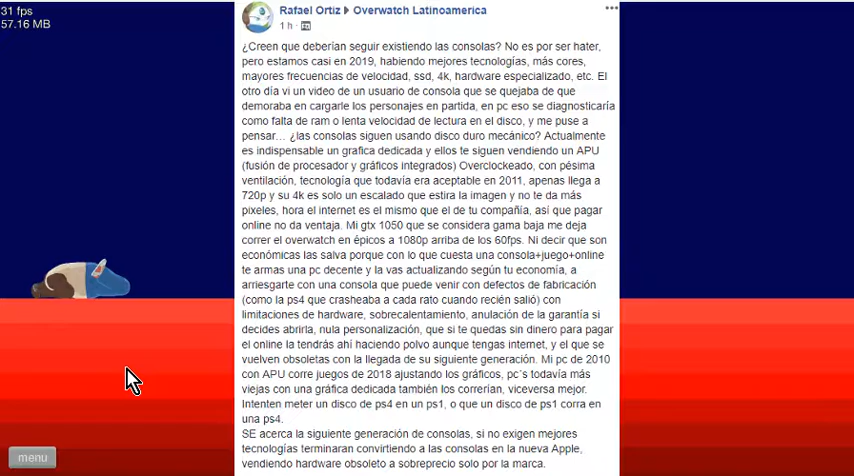 31 fps
57.16 MB
Rafael Ortiz ▶ Overwatch Latinoamerica
1 h ·
¿Creen que deberían seguir existiendo las consolas? No es por ser hater,
pero estamos casi en 2019, habiendo mejores tecnologías, más cores,
mayores frecuencias de velocidad, ssd, 4k, hardware especializado, etc. El
otro día vi un video de un usuario de consola que se quejaba de que
demoraba en cargarle los personajes en partida, en pc eso se diagnosticaría
como falta de ram o lenta velocidad de lectura en el disco, y me puse a
pensar... ¿las consolas siguen usando disco duro mecánico? Actualmente
es indispensable un grafica dedicada y ellos te siguen vendiendo un APU
(fusión de procesador y gráficos integrados) Overclockeado, con pésima
ventilación, tecnología que todavía era aceptable en 2011, apenas llega a
720p y su 4k es solo un escalado que estira la imagen y no te da más
pixeles, hora el internet es el mismo que el de tu compañía, así que pagar
online no da ventaja. Mi gtx 1050 que se considera gama baja me deja
correr el overwatch en épicos a 1080p arriba de los 60fps. Ni decir que son
económicas las salva porque con lo que cuesta una consola+juego+online
te armas una pc decente y la vas actualizando según tu economía, a
arriesgarte con una consola que puede venir con defectos de fabricación
(como la ps4 que crasheaba a cada rato cuando recién salió) con
limitaciones de hardware, sobrecalentamiento, anulación de la garantía si
decides abrirla, nula personalización, que si te quedas sin dinero para pagar
el online la tendrás ahí haciendo polvo aunque tengas internet, y el que se
vuelven obsoletas con la llegada de su siguiente generación. Mi pc de 2010
con APU corre juegos de 2018 ajustando los gráficos, pc´s todavía más
viejas con una gráfica dedicada también los correrían, viceversa mejor.
Intenten meter un disco de ps4 en un ps1, o que un disco de ps1 corra en
una ps4.
SE acerca la siguiente generación de consolas, si no exigen mejores
tecnologías terminaran convirtiendo a las consolas en la nueva Apple,
vendiendo hardware obsoleto a sobreprecio solo por la marca.
menu